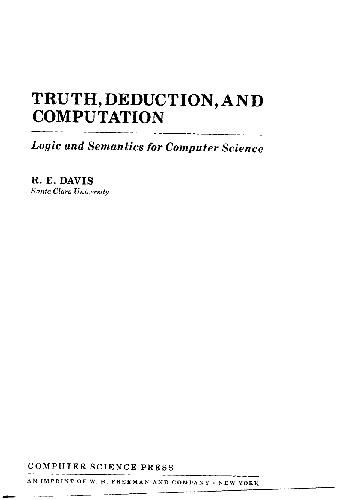 TRUTH, DEDUCTION, AND
COMPUTATION
Logic and Semantics for Computer Science
R. E. DAVIS
Santa Clara University
COMPUTER SCIENCE PRESS
AN IMPRINT OF W. H. FREEMAN AND COMPANY • NEW YORK